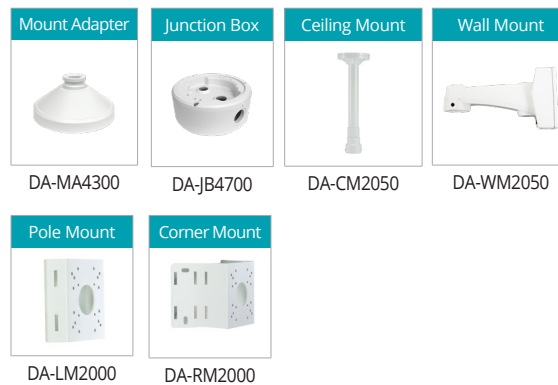 Mount Adapter
Junction Box
Ceiling Mount
Wall Mount
DA-MA4300
DA-JB4700
DA-CM2050
DA-WM2050
Pole Mount
Corner Mount
DA-LM2000
DA-RM2000